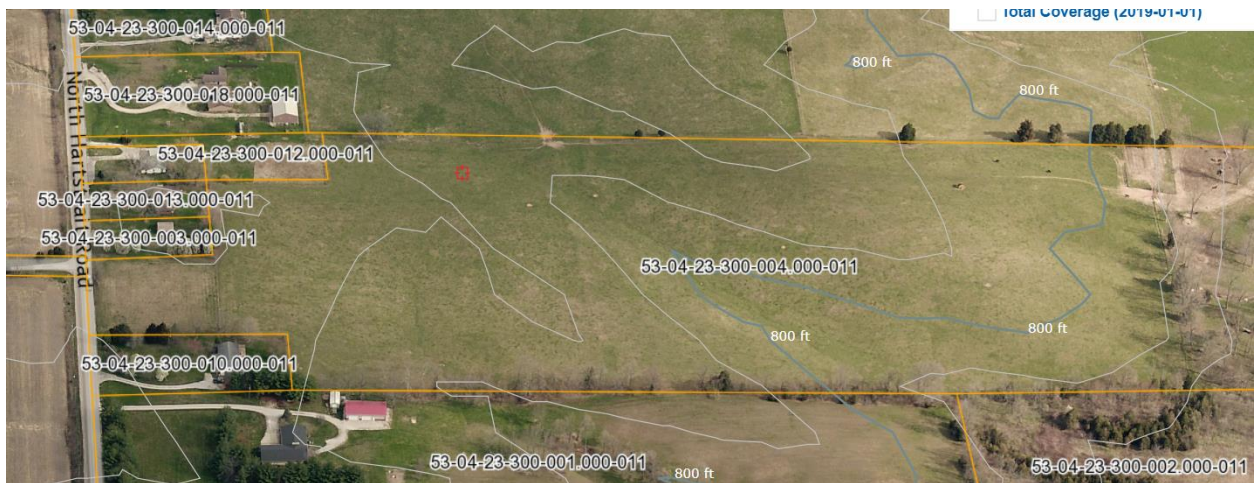 Total Coverage (2019-01-01)
53-04-23-300-014.000-011
800 ft
800 ft
53-04-23-300-018.000-011
53-04-23-300-012.000-011
53-04-23-300-013.000-011
53-04-23-300-003.000-011
North Hartstrait Road
53-04-23-300-004.000-011
800 ft
800 ft
53-04-23-300-010.000-011
53-04-23-300-001.000-011
800 ft
53-04-23-300-002.000-011